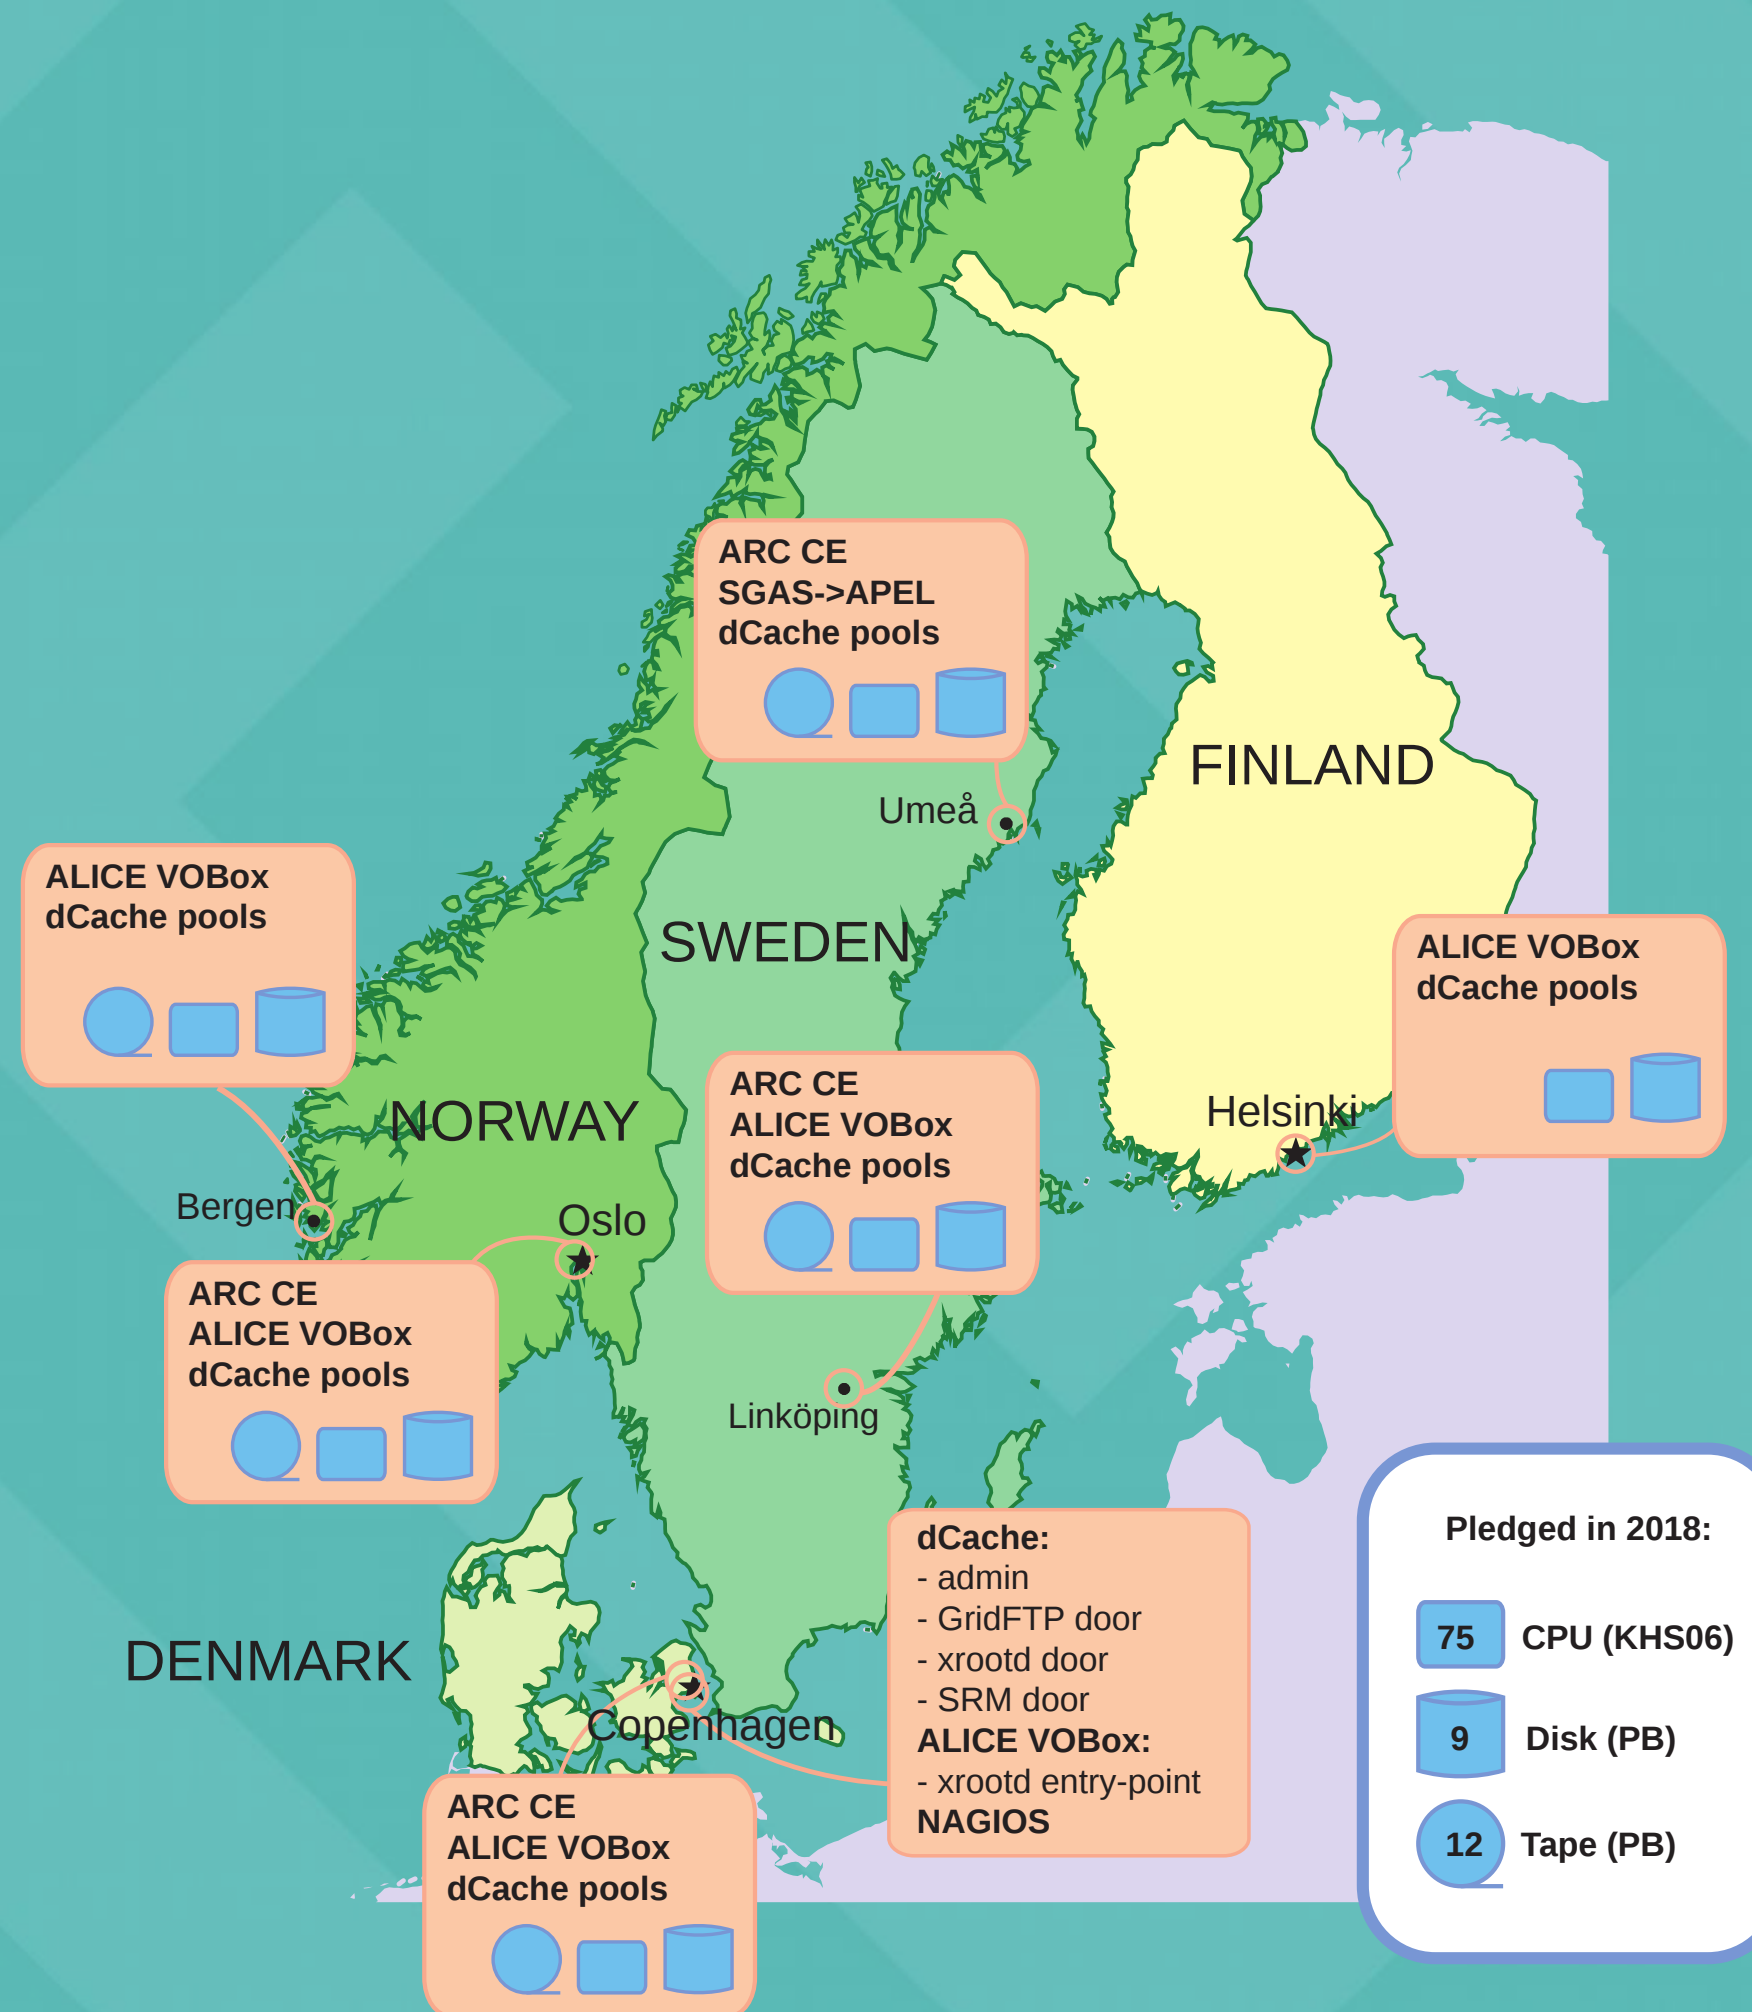 ARC CE
SGAS->APEL
dCache pools
FINLAND
Umeå
ALICE VOBox
dCache pools
SWEDEN
ALICE VOBox
dCache pools
ARC CE
ALICE VOBox
dCache pools
NORWAY
Helsinki
Bergen
Oslo
ARC CE
ALICE VOBox
dCache pools
Linköping
dCache:
- admin
- GridFTP door
- xrootd door
- SRM door
ALICE VOBox:
- xrootd entry-point
NAGIOS
DENMARK
Copenhagen
ARC CE
ALICE VOBox
dCache pools
Pledged in 2018:
75 CPU (KHS06)
9 Disk (PB)
12 Tape (PB)